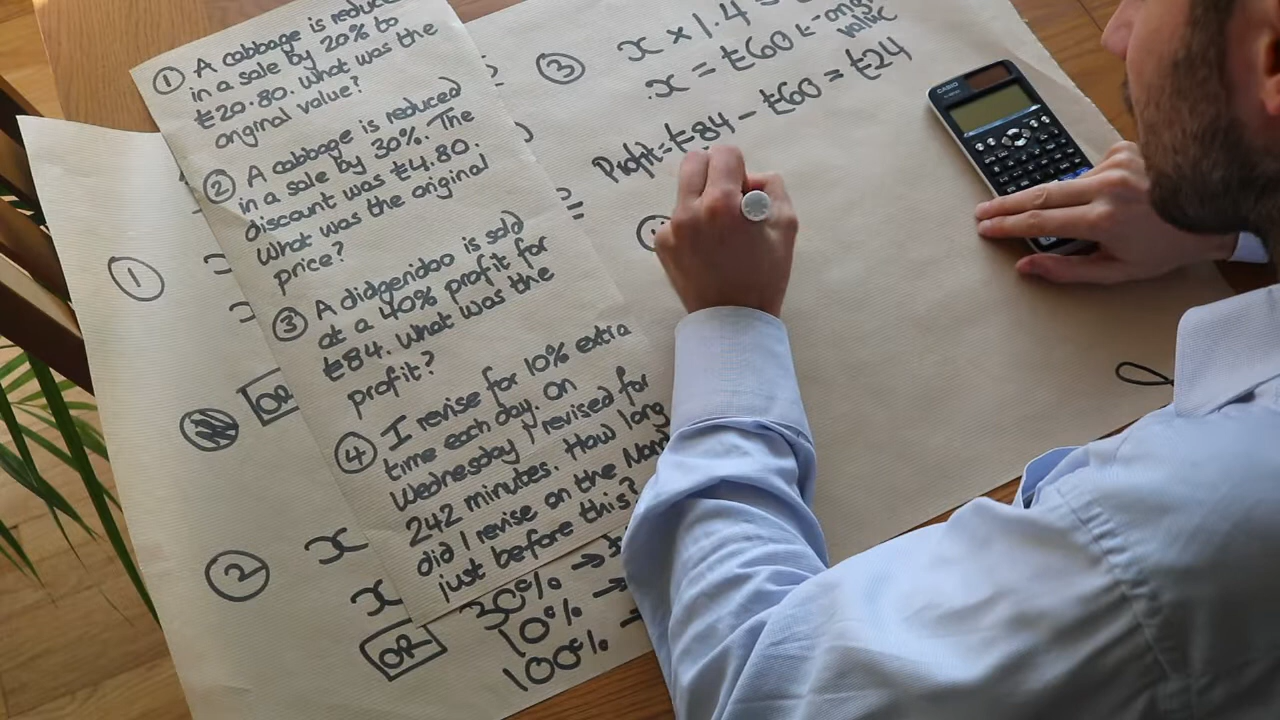 ① A cabbage is reduced
in a sale by 20% to
£20.80. What was the
original value?
② A cabbage is reduced
in a sale by 30%. The
discount was £4.80.
What was the original
price?
③ A didgeridoo is sold
at a 40% profit for
£84. What was the
profit?
④ I revise for 10% extra
time each day. On
Wednesday I revised for
242 minutes. How long
did I revise on the
just before this?
①
OR
②
x
x
OR
30% →
10% →
100%
③ x × 1.4 =
x = £60 ←
value
Profit = £84 - £60 = £24
CASIO